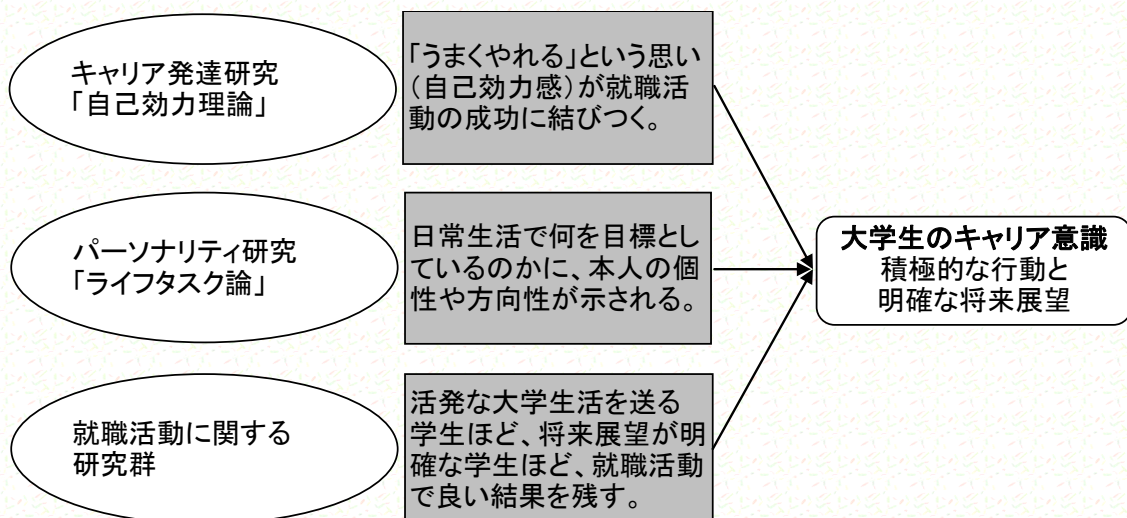 キャリア発達研究
「自己効力理論」
「うまくやれる」という思い
（自己効力感）が就職活
動の成功に結びつく。
パーソナリティ研究
「ライフタスク論」
日常生活で何を目標とし
ているのかに、本人の個
性や方向性が示される。
大学生のキャリア意識
積極的な行動と
明確な将来展望
就職活動に関する
研究群
活発な大学生活を送る
学生ほど、将来展望が明
確な学生ほど、就職活動
で良い結果を残す。